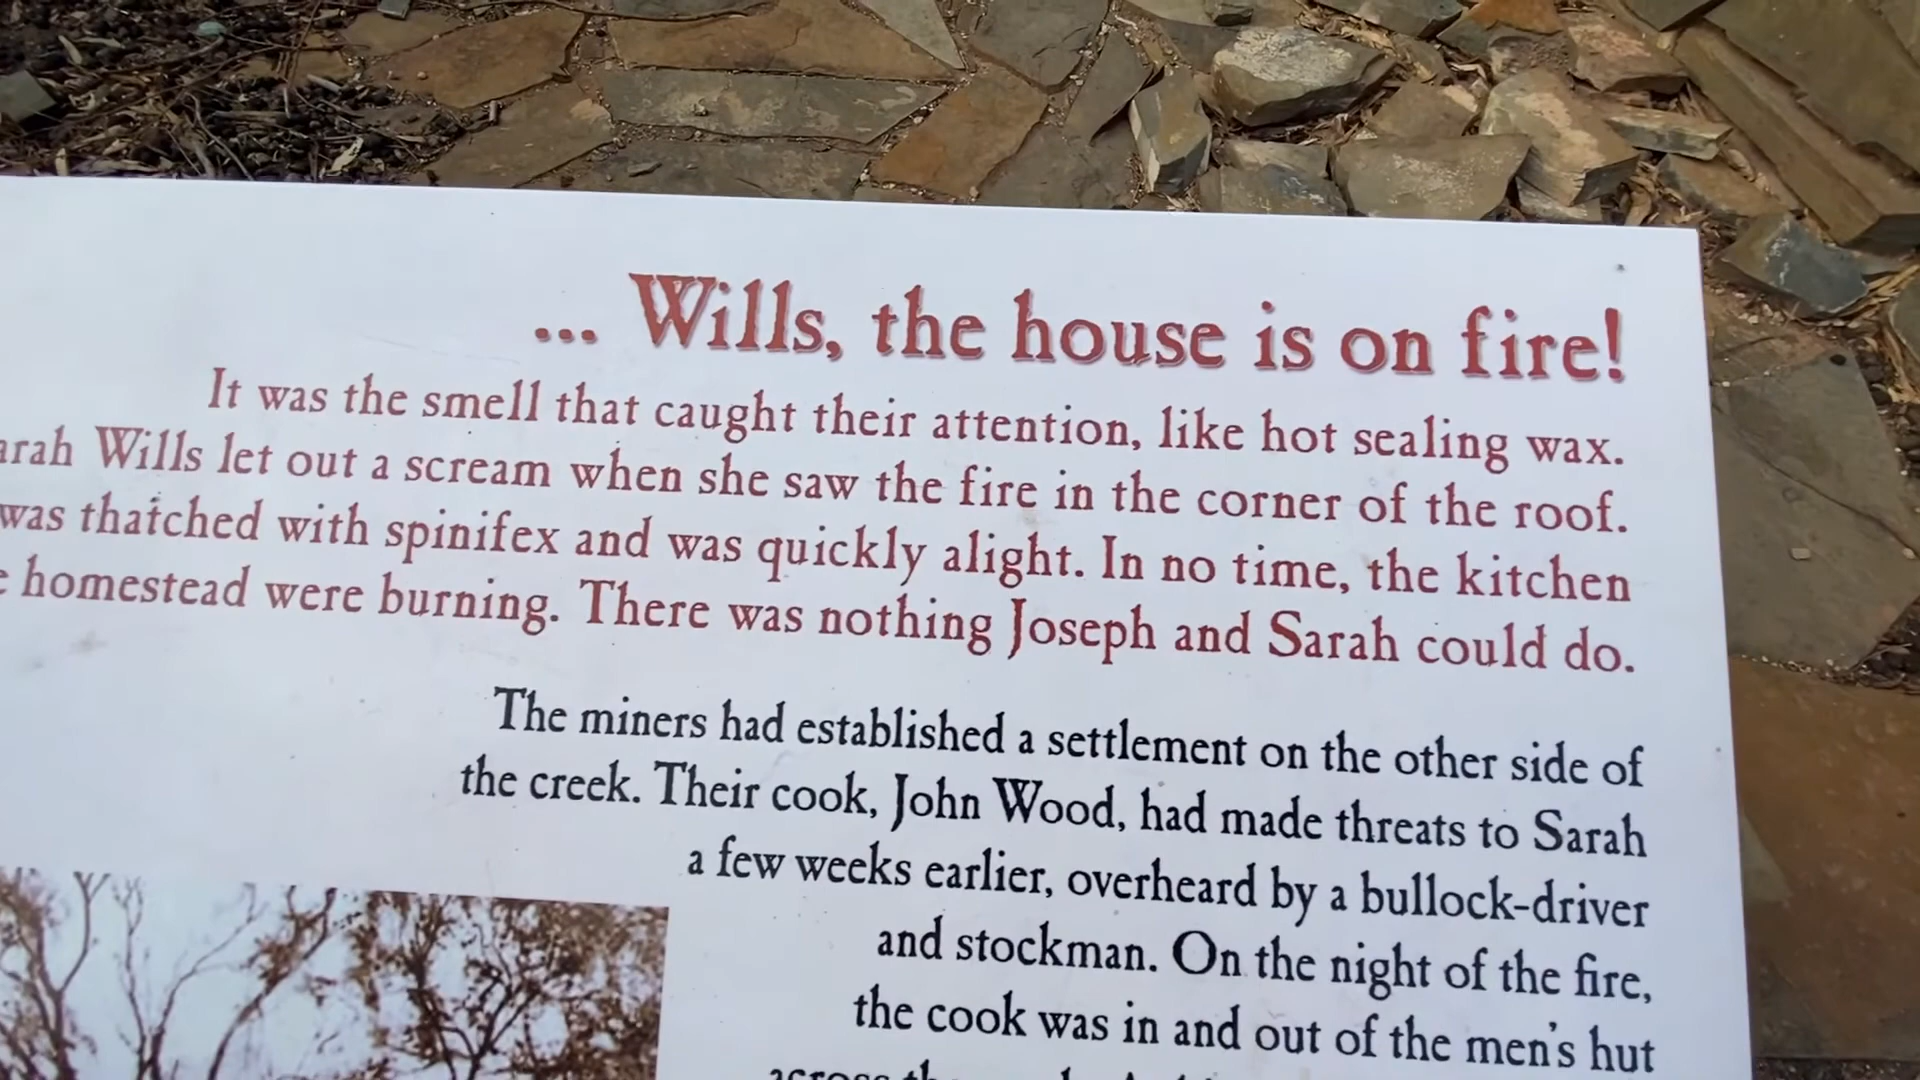 ... Wills, the house is on fire!
It was the smell that caught their attention, like hot sealing wax.
Wills let out a scream when she saw the fire in the corner of the roof.
was thatched with spinifex and was quickly alight. In no time, the kitchen
homestead were burning. There was nothing Joseph and Sarah could do.
The miners had established a settlement on the other side of
the creek. Their cook, John Wood, had made threats to Sarah
a few weeks earlier, overheard by a bullock-driver
and stockman. On the night of the fire,
the cook was in and out of the men's hut